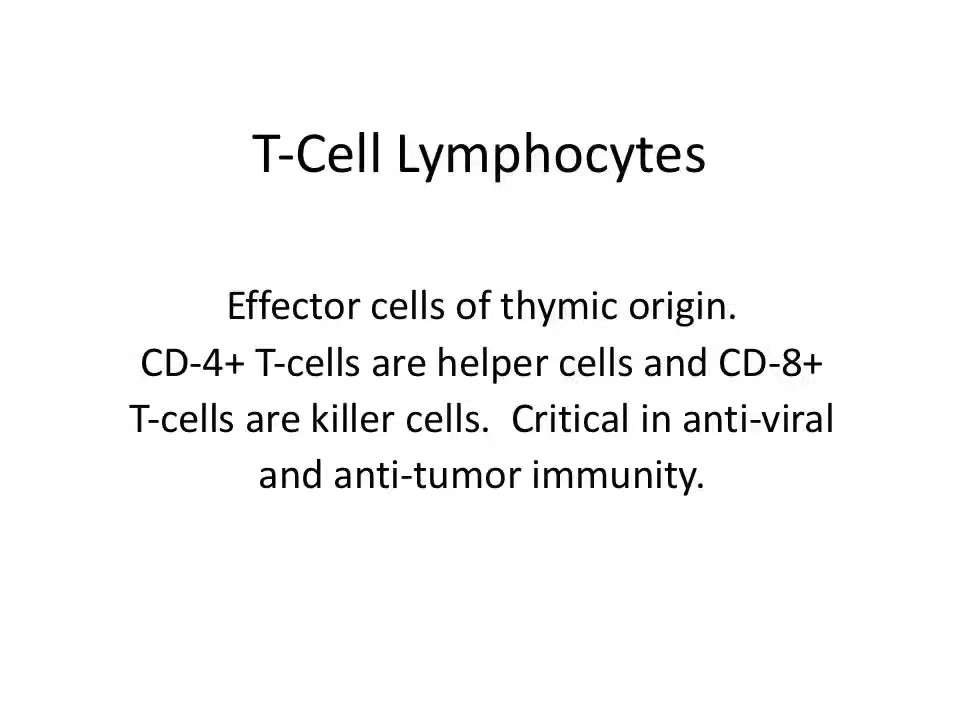 T-Cell Lymphocytes
Effector cells of thymic origin.
CD-4+ T-cells are helper cells and CD-8+
T-cells are killer cells.  Critical in anti-viral
and anti-tumor immunity.